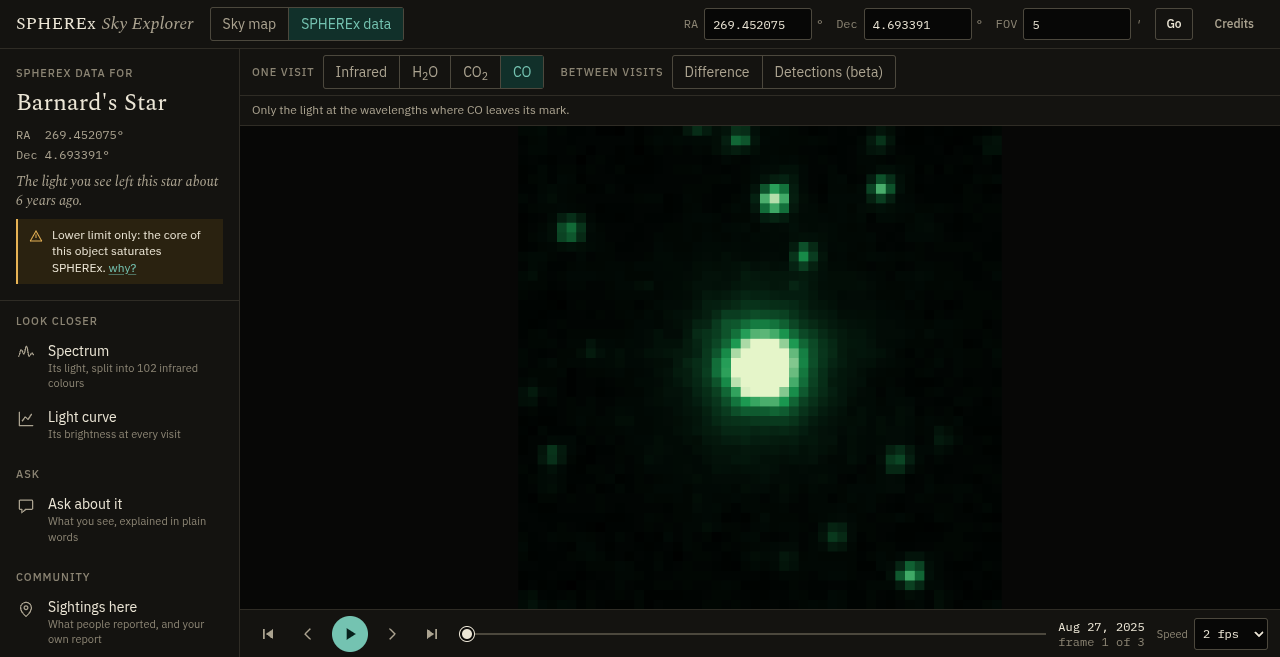 SPHEREx Sky Explorer
Sky map
SPHEREx data
RA 269.452075 °
Dec 4.693391 °
FOV 5 ′
Go
Credits
SPHEREX DATA FOR
Barnard's Star
RA 269.452075°
Dec 4.693391°
The light you see left this star about
6 years ago.
Lower limit only: the core of
this object saturates
SPHEREx. why?
LOOK CLOSER
Spectrum
Its light, split into 102 infrared
colours
Light curve
Its brightness at every visit
ASK
Ask about it
What you see, explained in plain
words
COMMUNITY
Sightings here
What people reported, and your
own report
ONE VISIT
Infrared
H₂O
CO₂
CO
BETWEEN VISITS
Difference
Detections (beta)
Only the light at the wavelengths where CO leaves its mark.
Aug 27, 2025
frame 1 of 3
Speed
2 fps